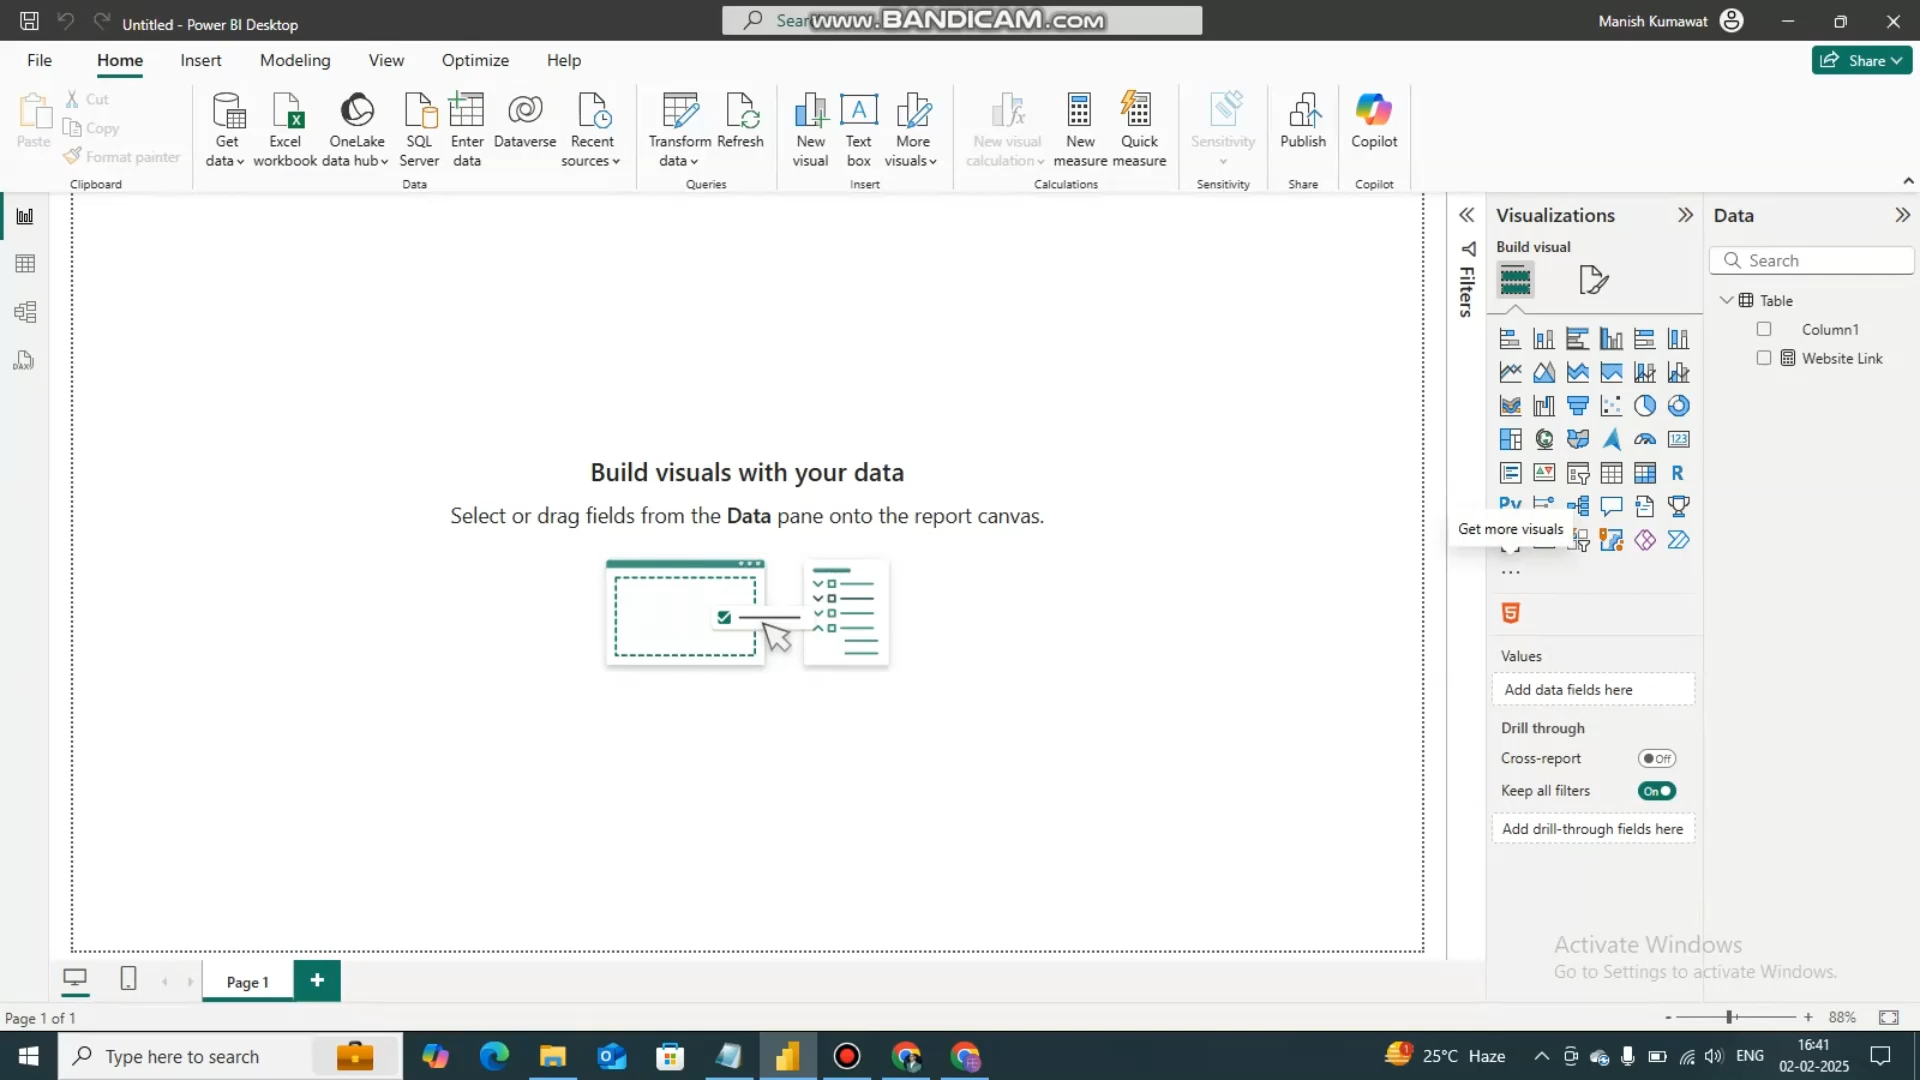 Untitled - Power BI Desktop
www.BANDICAM.com
Manish Kumawat
File
Home
Insert
Modeling
View
Optimize
Help
Share
Paste
Cut
Copy
Format painter
Clipboard
Get data
Excel workbook
OneLake data hub
SQL Server
Enter data
Dataverse
Recent sources
Data
Transform data
Refresh
Queries
New visual
Text box
More visuals
Insert
New visual calculation
New measure
Quick measure
Calculations
Sensitivity
Sensitivity
Publish
Share
Copilot
Copilot
Build visuals with your data
Select or drag fields from the Data pane onto the report canvas.
Filters
Visualizations
Build visual
Get more visuals
Values
Add data fields here
Drill through
Cross-report
Off
Keep all filters
On
Add drill-through fields here
Data
Search
Table
Column1
Website Link
Activate Windows
Go to Settings to activate Windows.
Page 1
Page 1 of 1
88%
Type here to search
25°C Haze
ENG
16:41
02-02-2025